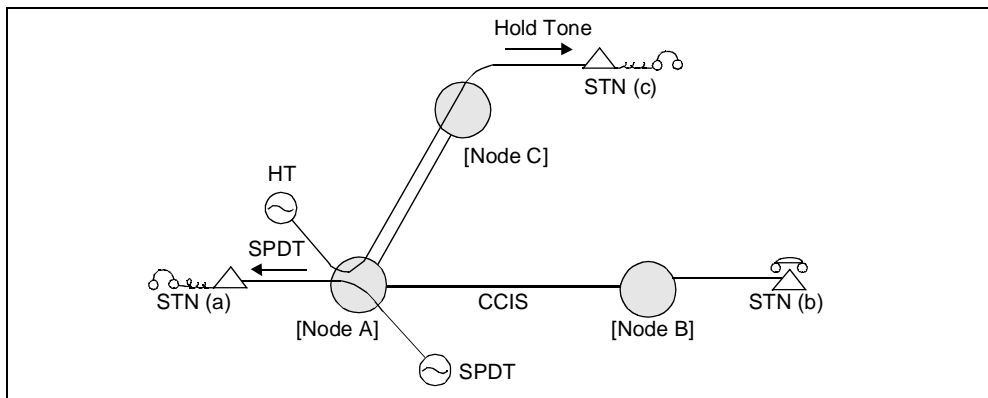 Hold Tone
STN (c)
[Node C]
HT
SPDT
STN (a)
[Node A]
CCIS
[Node B]
STN (b)
SPDT